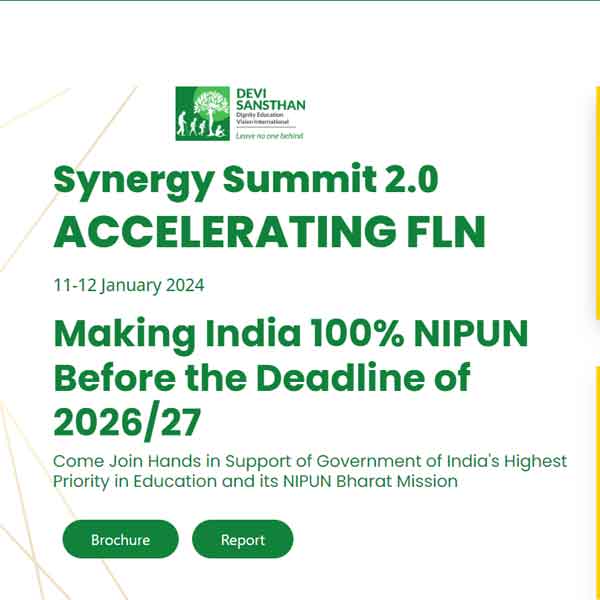 DEVI
SANSTHAN
Dignity Education
Vision International
Leave no one behind
Synergy Summit 2.0
ACCELERATING FLN
11-12 January 2024
Making India 100% NIPUN
Before the Deadline of
2026/27
Come Join Hands in Support of Government of India's Highest
Priority in Education and its NIPUN Bharat Mission
Brochure
Report